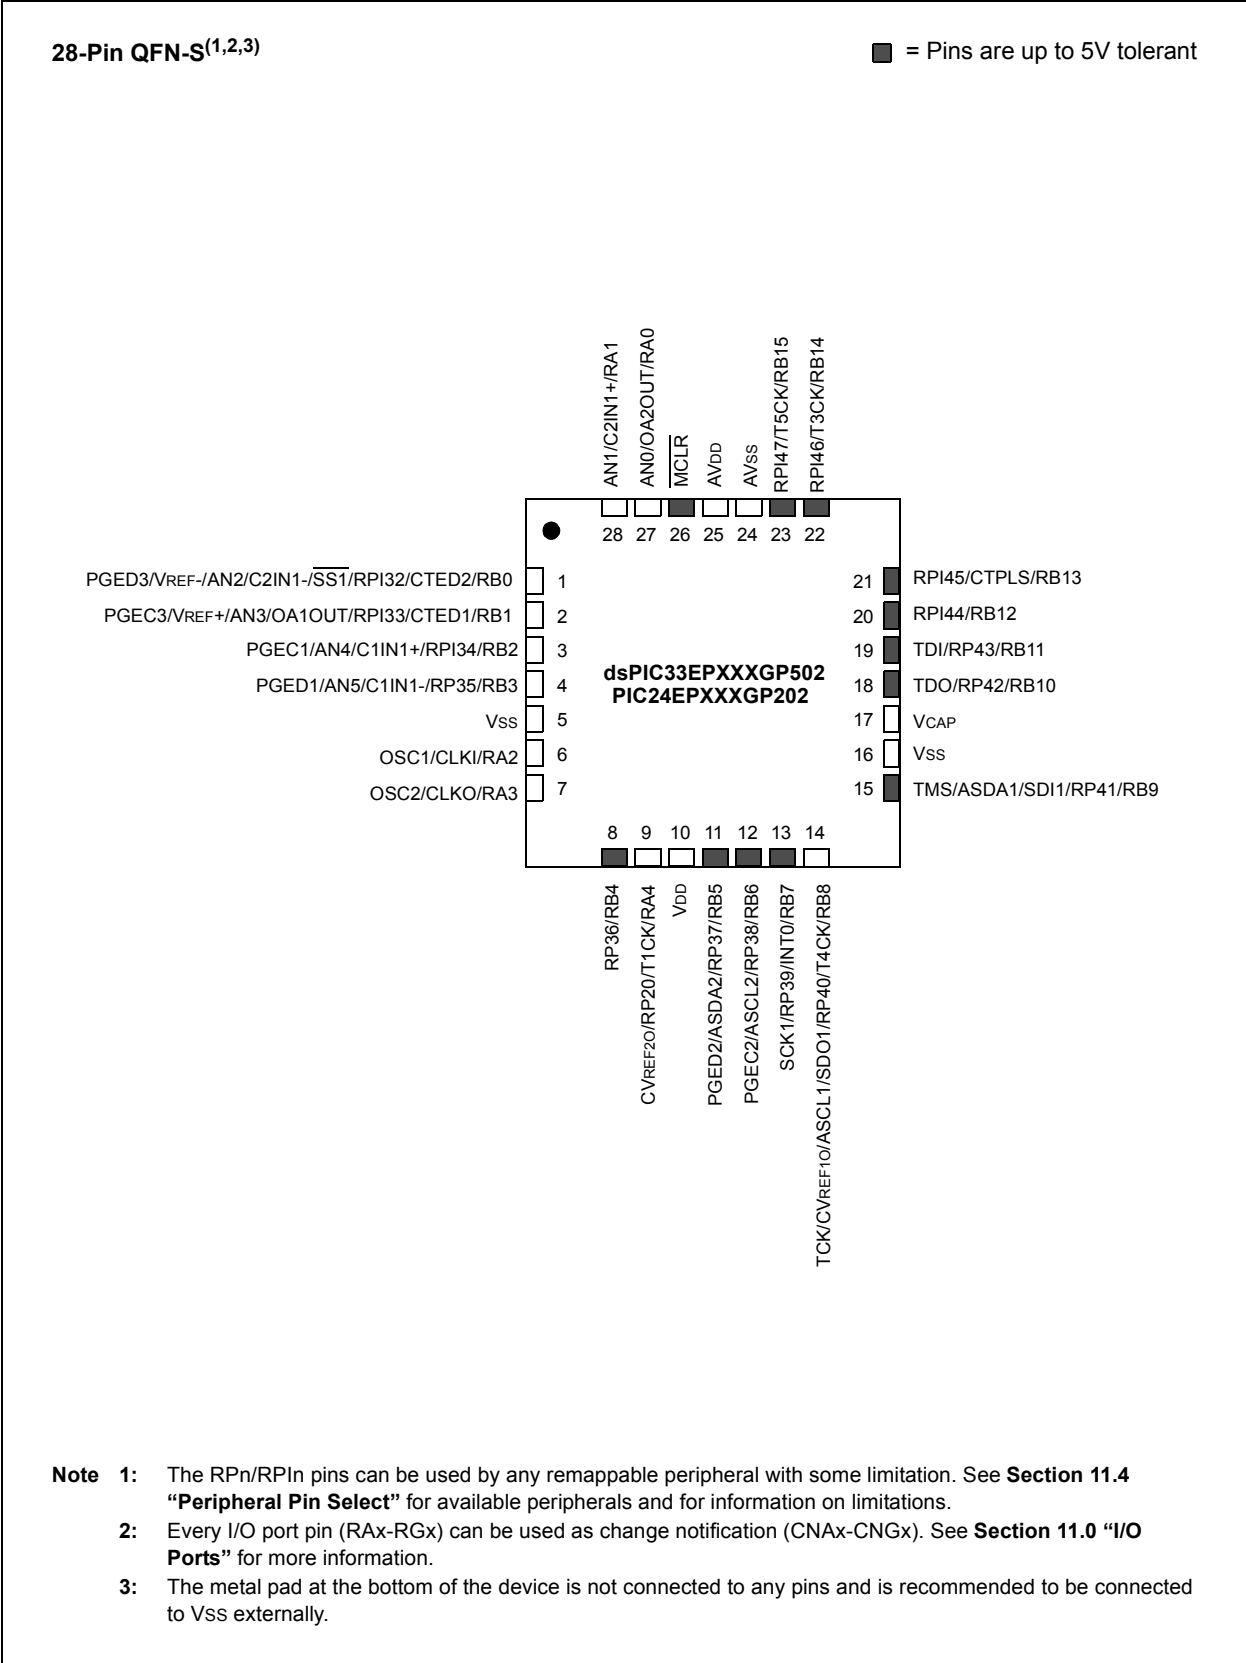 28-Pin QFN-S(1,2,3)
= Pins are up to 5V tolerant
AN1/C2IN1+/RA1
AN0/OA2OUT/RA0
MCLR
AVDD
AVSS
RPI47/T5CK/RB15
RPI46/T3CK/RB14
28 27 26 25 24 23 22
PGED3/VREF-/AN2/C2IN1-/SS1/RPI32/CTED2/RB0 1
PGEC3/VREF+/AN3/OA1OUT/RPI33/CTED1/RB1 2
PGEC1/AN4/C1IN1+/RPI34/RB2 3
PGED1/AN5/C1IN1-/RP35/RB3 4
VSS 5
OSC1/CLKI/RA2 6
OSC2/CLKO/RA3 7
dsPIC33EPXXXGP502
PIC24EPXXXGP202
21 RPI45/CTPLS/RB13
20 RPI44/RB12
19 TDI/RP43/RB11
18 TDO/RP42/RB10
17 VCAP
16 VSS
15 TMS/ASDA1/SDI1/RP41/RB9
8 9 10 11 12 13 14
RP36/RB4
CVREF2O/RP20/T1CK/RA4
VDD
PGED2/ASDA2/RP37/RB5
PGEC2/ASCL2/RP38/RB6
SCK1/RP39/INT0/RB7
TCK/CVREF1O/ASCL1/SDO1/RP40/T4CK/RB8
Note 1: The RPn/RPIn pins can be used by any remappable peripheral with some limitation. See Section 11.4
“Peripheral Pin Select” for available peripherals and for information on limitations.
2: Every I/O port pin (RAx-RGx) can be used as change notification (CNAx-CNGx). See Section 11.0 “I/O
Ports” for more information.
3: The metal pad at the bottom of the device is not connected to any pins and is recommended to be connected
to VSS externally.